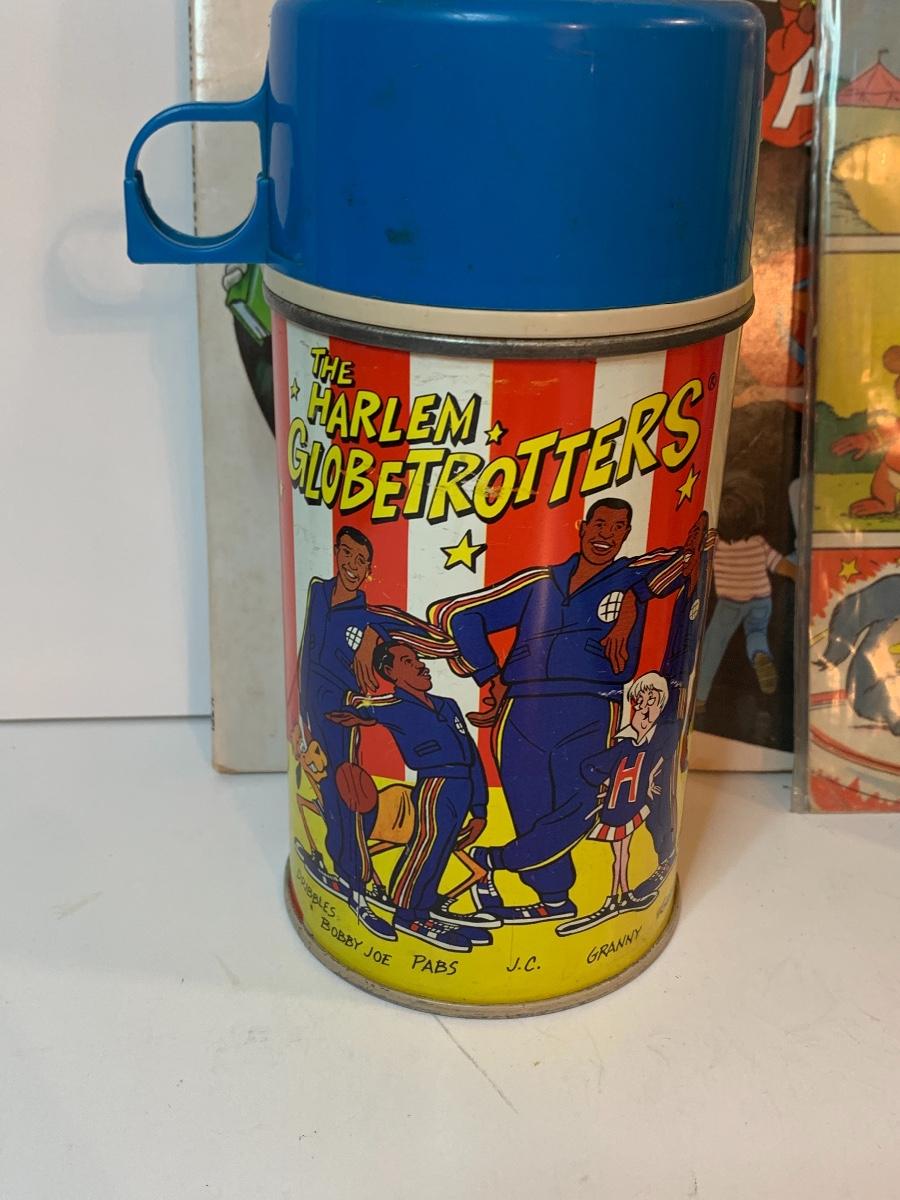 THE
HARLEM
GLOBETROTTERS®
H
DRIBBLES
BOBBY JOE
PABS
J.C.
GRANNY
A